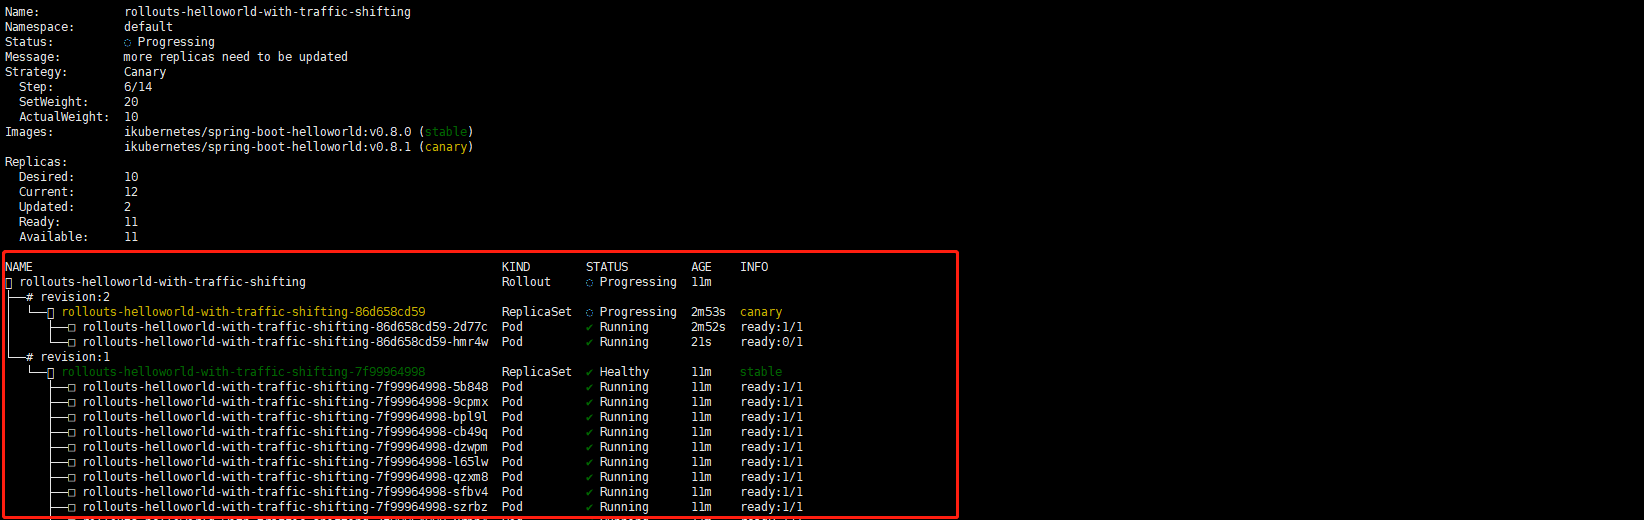 Name: rollouts-helloworld-with-traffic-shifting
Namespace: default
Status: ◌ Progressing
Message: more replicas need to be updated
Strategy: Canary
Step: 6/14
SetWeight: 20
ActualWeight: 10
Images: ikubernetes/spring-boot-helloworld:v0.8.0 (stable)
ikubernetes/spring-boot-helloworld:v0.8.1 (canary)
Replicas:
Desired: 10
Current: 12
Updated: 2
Ready: 11
Available: 11
NAME KIND STATUS AGE INFO
rollouts-helloworld-with-traffic-shifting Rollout ◌ Progressing 11m
# revision:2
rollouts-helloworld-with-traffic-shifting-86d658cd59 ReplicaSet ◌ Progressing 2m53s canary
rollouts-helloworld-with-traffic-shifting-86d658cd59-2d77c Pod ✔ Running 2m52s ready:1/1
rollouts-helloworld-with-traffic-shifting-86d658cd59-hmr4w Pod ✔ Running 21s ready:0/1
# revision:1
rollouts-helloworld-with-traffic-shifting-7f99964998 ReplicaSet ✔ Healthy 11m stable
rollouts-helloworld-with-traffic-shifting-7f99964998-5b848 Pod ✔ Running 11m ready:1/1
rollouts-helloworld-with-traffic-shifting-7f99964998-9cpmx Pod ✔ Running 11m ready:1/1
rollouts-helloworld-with-traffic-shifting-7f99964998-bpl9l Pod ✔ Running 11m ready:1/1
rollouts-helloworld-with-traffic-shifting-7f99964998-cb49q Pod ✔ Running 11m ready:1/1
rollouts-helloworld-with-traffic-shifting-7f99964998-dzwpm Pod ✔ Running 11m ready:1/1
rollouts-helloworld-with-traffic-shifting-7f99964998-l65lw Pod ✔ Running 11m ready:1/1
rollouts-helloworld-with-traffic-shifting-7f99964998-qzxm8 Pod ✔ Running 11m ready:1/1
rollouts-helloworld-with-traffic-shifting-7f99964998-sfbv4 Pod ✔ Running 11m ready:1/1
rollouts-helloworld-with-traffic-shifting-7f99964998-szrbz Pod ✔ Running 11m ready:1/1